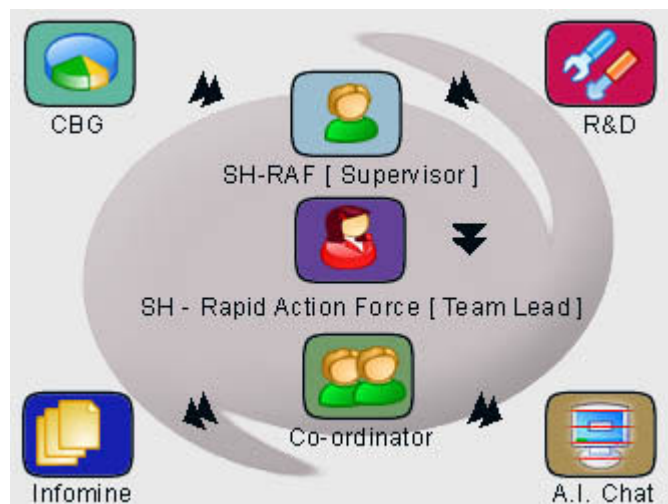 CBG
R&D
SH-RAF [ Supervisor ]
SH - Rapid Action Force [ Team Lead ]
Co-ordinator
Infomine
A.I. Chat